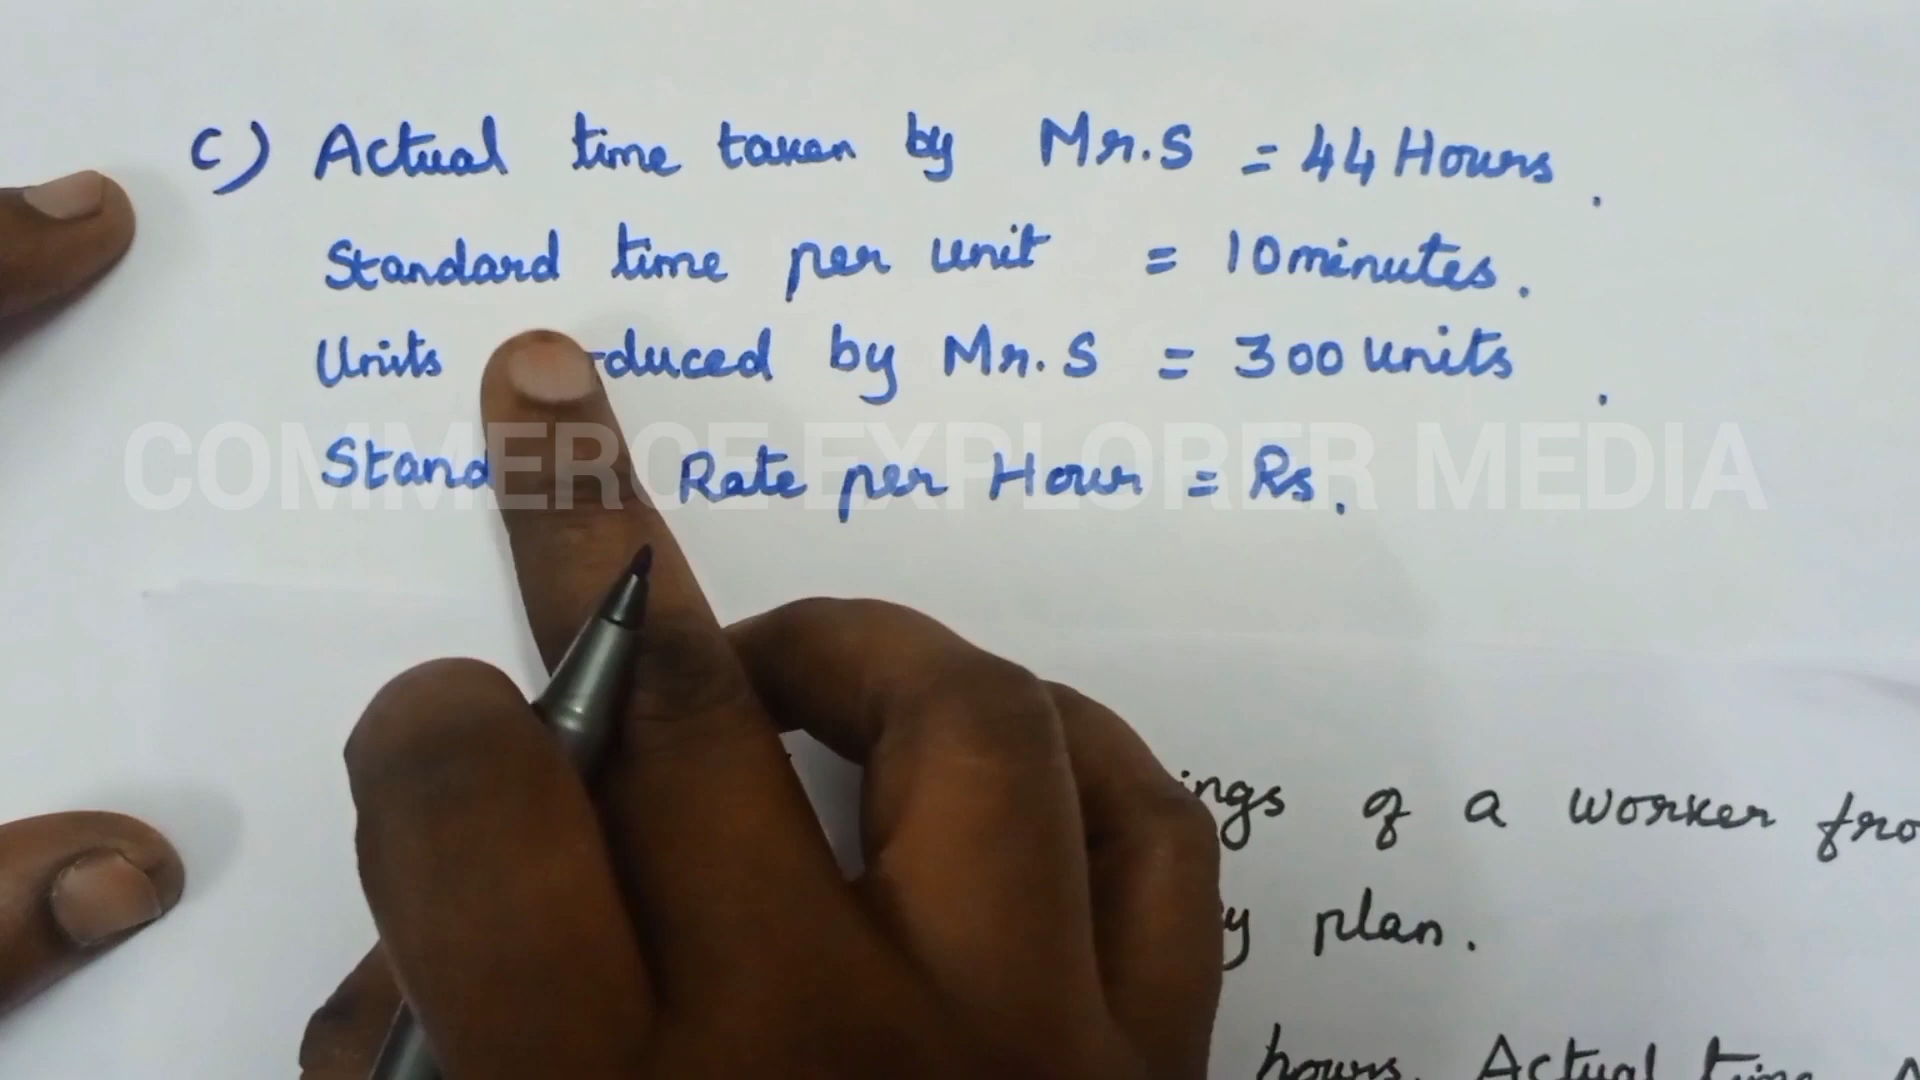 C) Actual time taken by Mr.S = 44 Hours.
Standard time per unit = 10 minutes.
Units duced by Mr.S = 300 units.
Stand Rate per Hour = Rs.
COMMERCE EXPLORER MEDIA
ings of a worker fro
y plan.
hours. Actual time